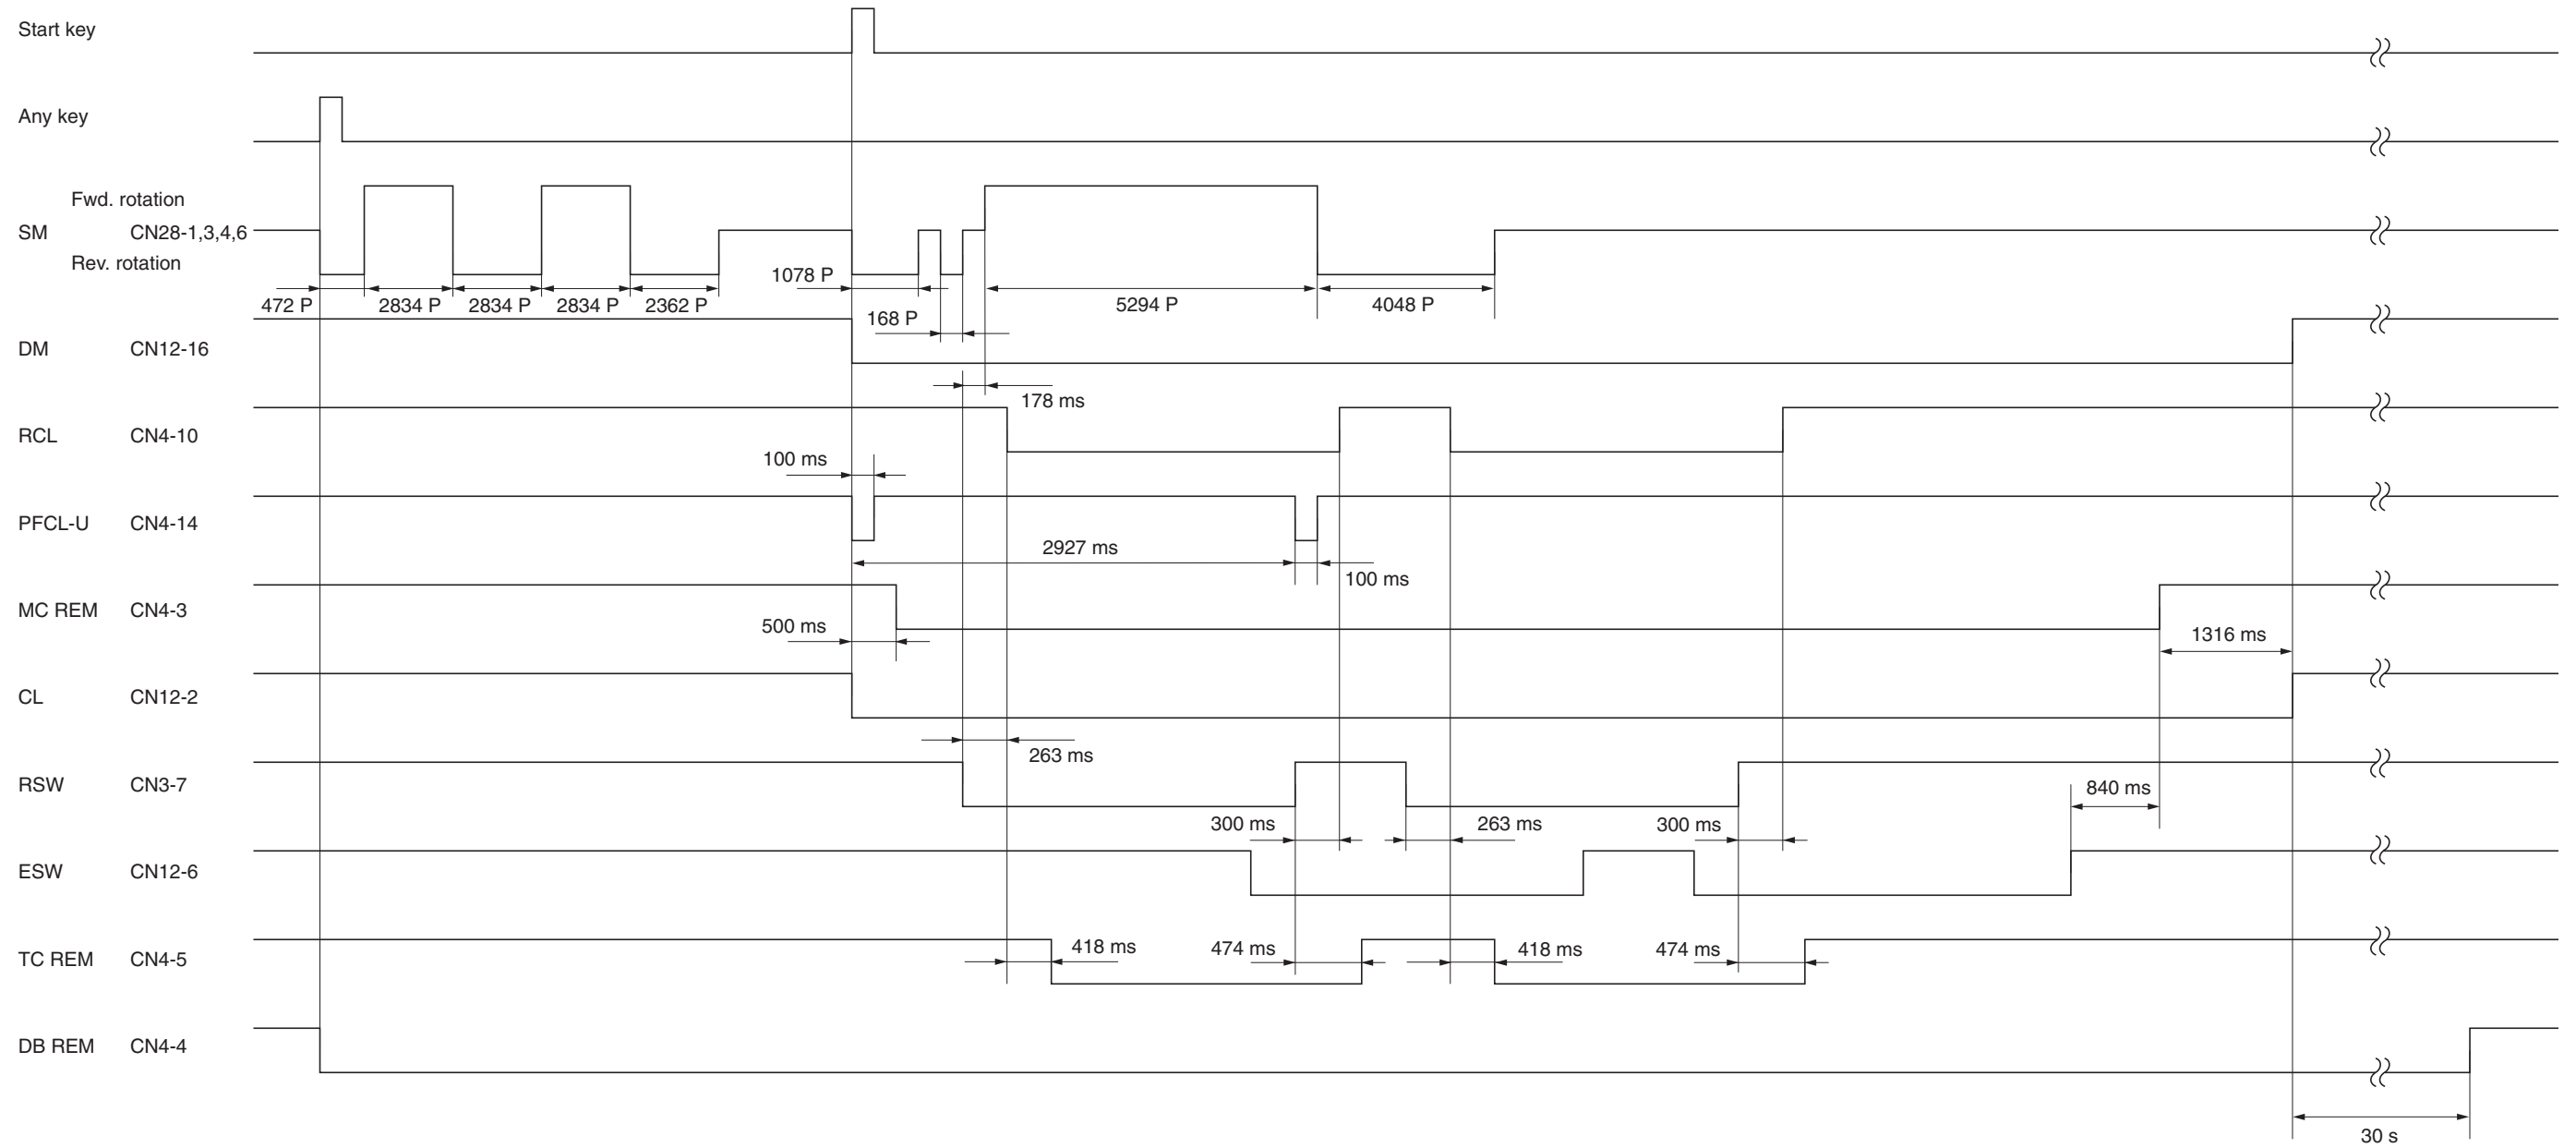 Start key
Any key
Fwd. rotation
SM CN28-1,3,4,6
Rev. rotation
1078 P
472 P 2834 P 2834 P 2834 P 2362 P 5294 P 4048 P
168 P
DM CN12-16
178 ms
RCL CN4-10
100 ms
PFCL-U CN4-14
2927 ms
100 ms
MC REM CN4-3
500 ms
1316 ms
CL CN12-2
263 ms
RSW CN3-7
840 ms
300 ms 263 ms 300 ms
ESW CN12-6
418 ms 474 ms 418 ms 474 ms
TC REM CN4-5
DB REM CN4-4
30 s